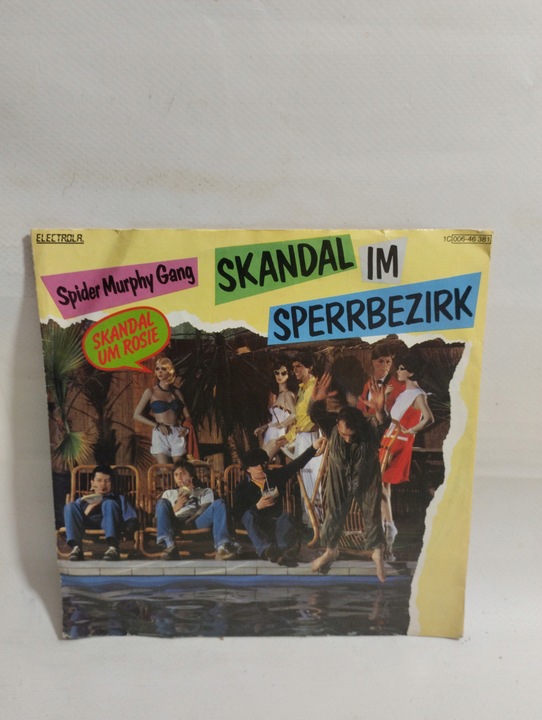 ELECTROLA
1C 006-46 381
Spider Murphy Gang
SKANDAL IM
SPERRBEZIRK
SKANDAL
UM ROSIE